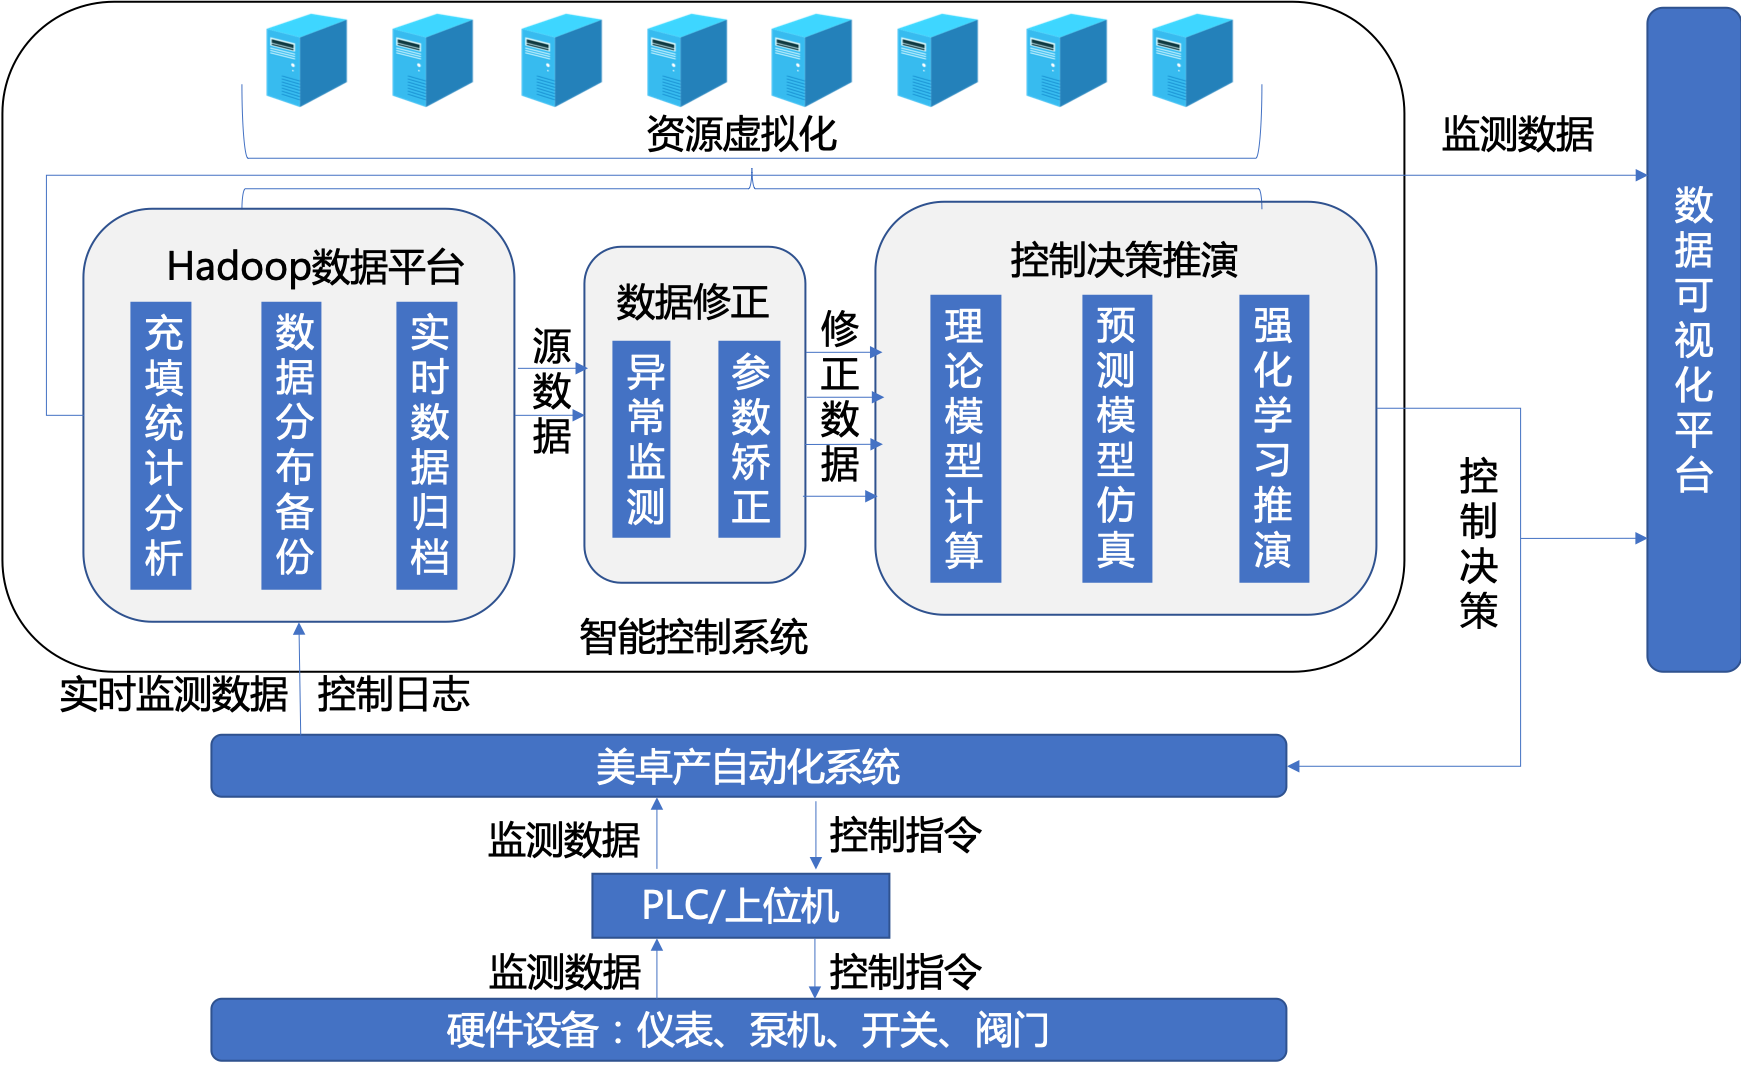 资源虚拟化
监测数据
Hadoop数据平台
充填统计分析
数据分布备份
实时数据归档
源数据
数据修正
异常监测
参数矫正
修正数据
控制决策推演
理论模型计算
预测模型仿真
强化学习推演
智能控制系统
控制决策
数据可视化平台
实时监测数据
控制日志
美卓产自动化系统
监测数据
控制指令
PLC/上位机
监测数据
控制指令
硬件设备：仪表、泵机、开关、阀门